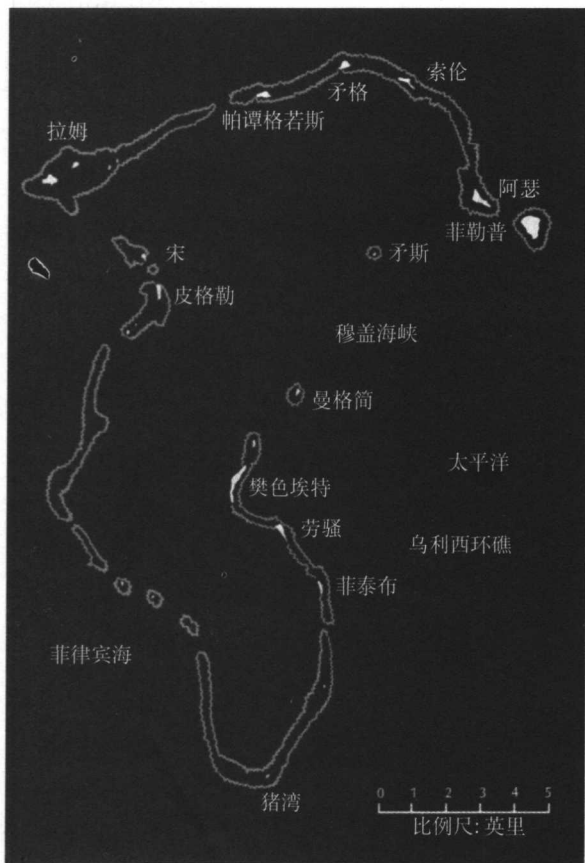 索伦
矛格
帕谭格若斯
拉姆
阿瑟
菲勒普
宋
矛斯
皮格勒
穆盖海峡
曼格简
太平洋
樊色埃特
劳骚
乌利西环礁
菲泰布
菲律宾海
猪湾
0 1 2 3 4 5
比例尺: 英里